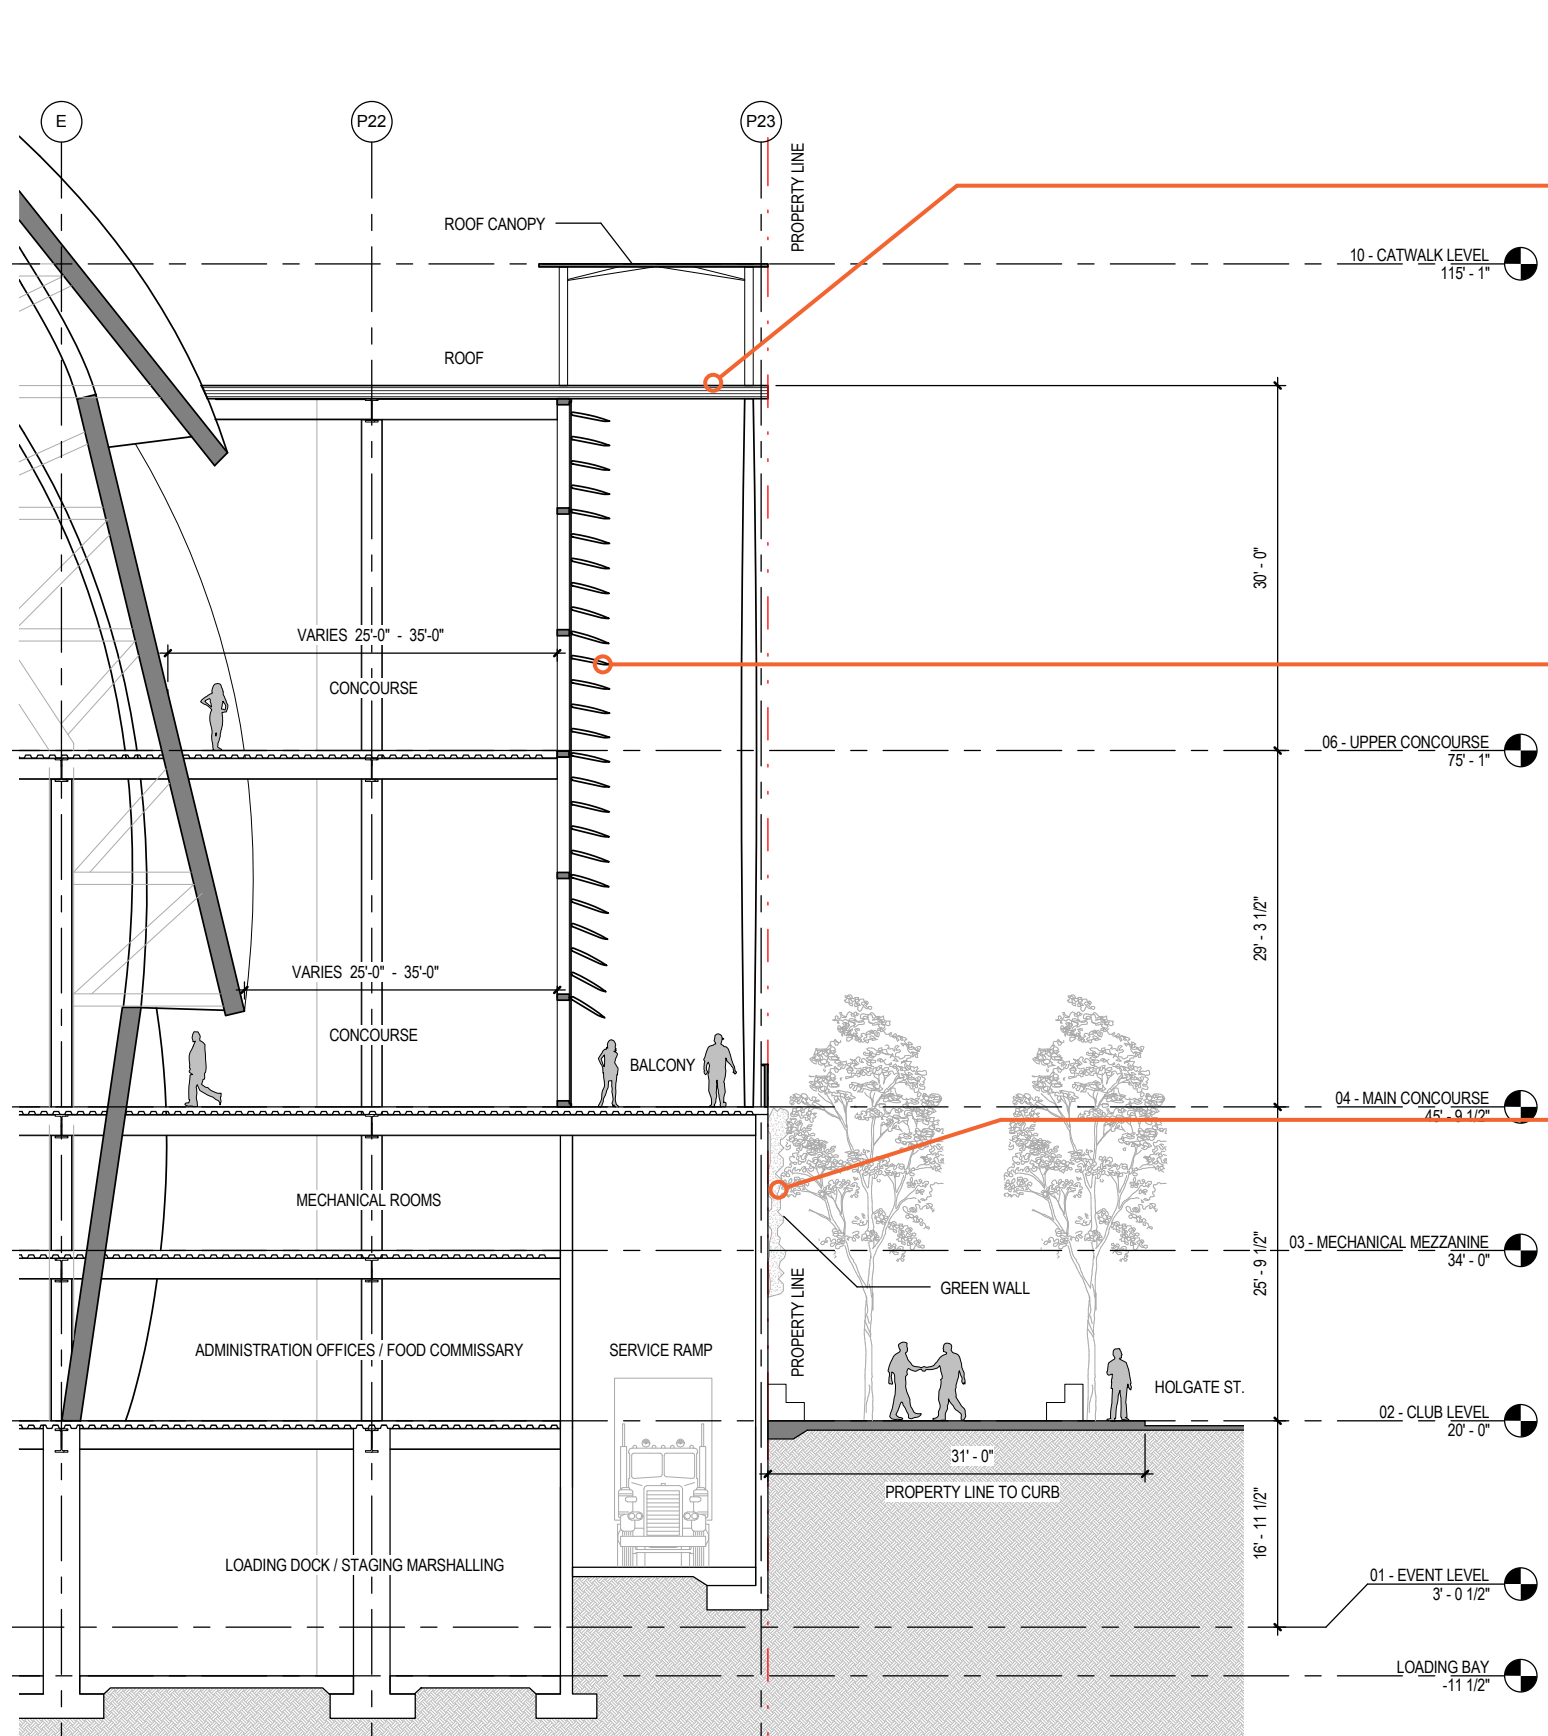 E
P22
P23
PROPERTY LINE
ROOF CANOPY
10 - CATWALK LEVEL
115' - 1"
ROOF
30' - 0"
VARIES 25'-0" - 35'-0"
CONCOURSE
06 - UPPER CONCOURSE
75' - 1"
29' - 3 1/2"
VARIES 25'-0" - 35'-0"
CONCOURSE
BALCONY
04 - MAIN CONCOURSE
45' - 9 1/2"
MECHANICAL ROOMS
03 - MECHANICAL MEZZANINE
34' - 0"
25' - 9 1/2"
GREEN WALL
PROPERTY LINE
ADMINISTRATION OFFICES / FOOD COMMISSARY
SERVICE RAMP
HOLGATE ST.
02 - CLUB LEVEL
20' - 0"
31' - 0"
PROPERTY LINE TO CURB
16' - 11 1/2"
LOADING DOCK / STAGING MARSHALLING
01 - EVENT LEVEL
3' - 0 1/2"
LOADING BAY
-11 1/2"